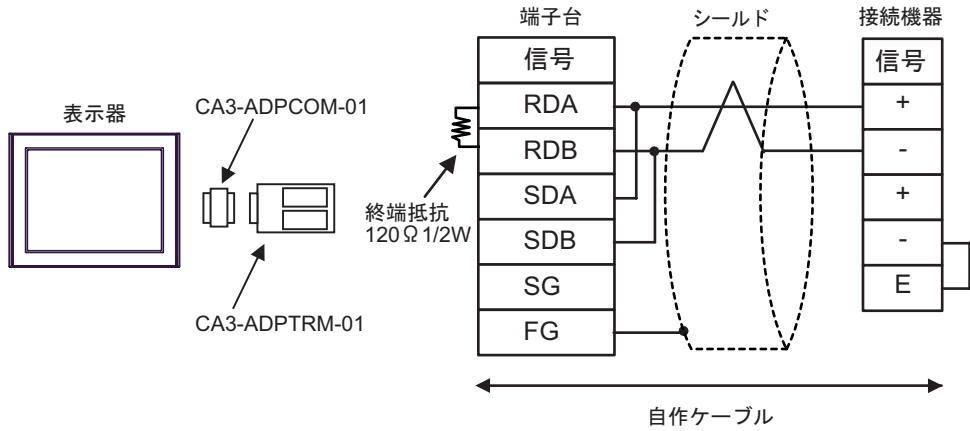 表示器
CA3-ADPCOM-01
CA3-ADPTRM-01
終端抵抗
120Ω 1/2W
端子台
信号
RDA
RDB
SDA
SDB
SG
FG
シールド
接続機器
信号
+
-
+
-
E
自作ケーブル